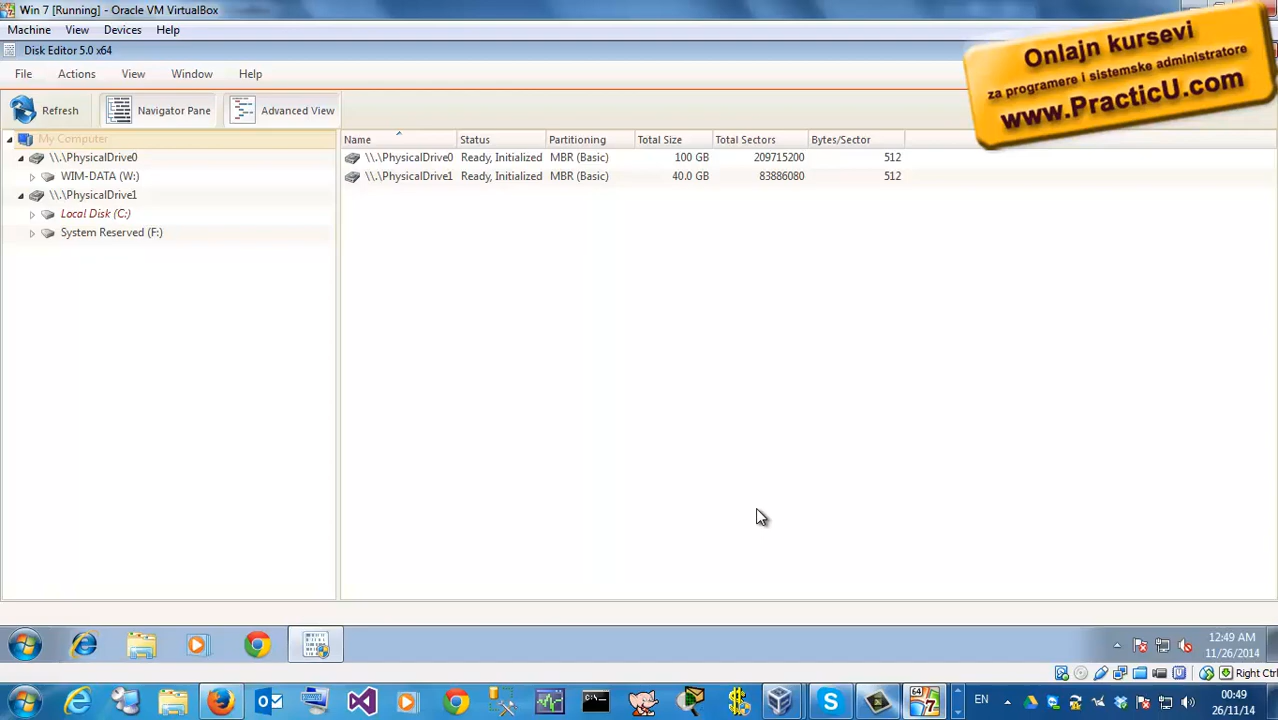 Win 7 [Running] - Oracle VM VirtualBox
Machine View Devices Help
Disk Editor 5.0 x64
File Actions View Window Help
Refresh Navigator Pane Advanced View
Onlajn kursevi
za programere i sistemske administratore
www.PracticU.com
My Computer
\\.\PhysicalDrive0
WIM-DATA (W:)
\\.\PhysicalDrive1
Local Disk (C:)
System Reserved (F:)
Name Status Partitioning Total Size Total Sectors Bytes/Sector
\\.\PhysicalDrive0 Ready, Initialized MBR (Basic) 100 GB 209715200 512
\\.\PhysicalDrive1 Ready, Initialized MBR (Basic) 40.0 GB 83886080 512
12:49 AM
11/26/2014
Right Ctrl
64
7
EN
00:49
26/11/14